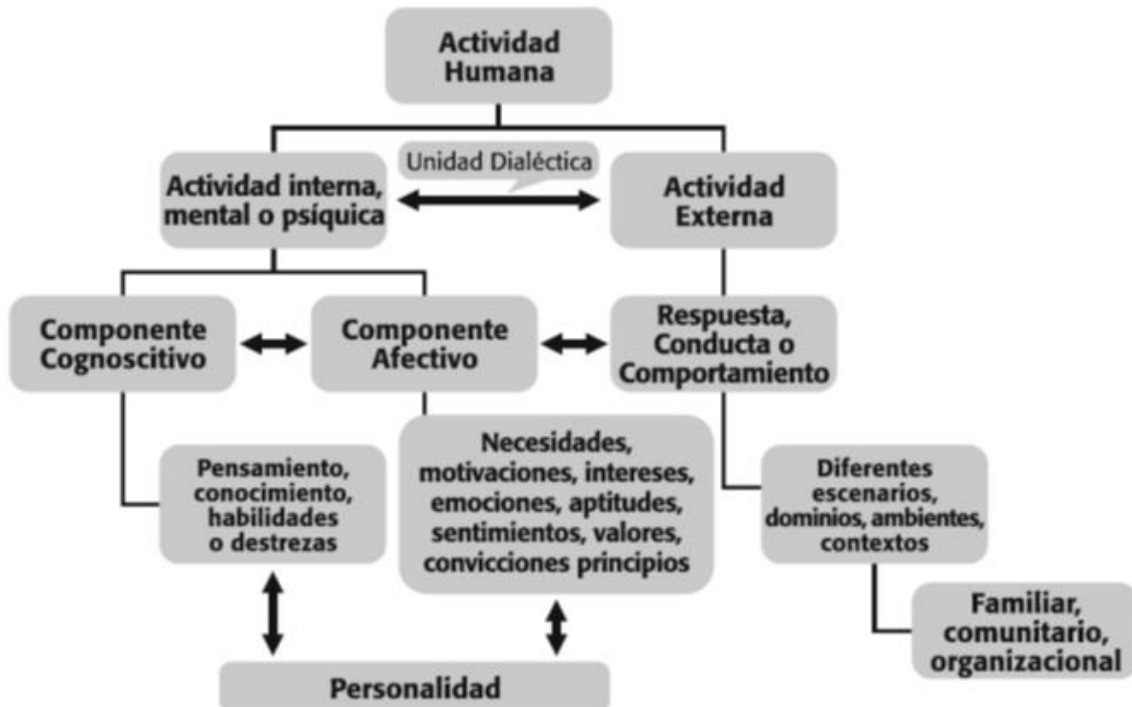 Actividad
Humana
Unidad Dialéctica
Actividad interna,
mental o psíquica
Actividad
Externa
Componente
Cognoscitivo
Componente
Afectivo
Respuesta,
Conducta o
Comportamiento
Pensamiento,
conocimiento,
habilidades
o destrezas
Necesidades,
motivaciones, intereses,
emociones, aptitudes,
sentimientos, valores,
convicciones principios
Diferentes
escenarios,
dominios, ambientes,
contextos
Familiar,
comunitario,
organizacional
Personalidad